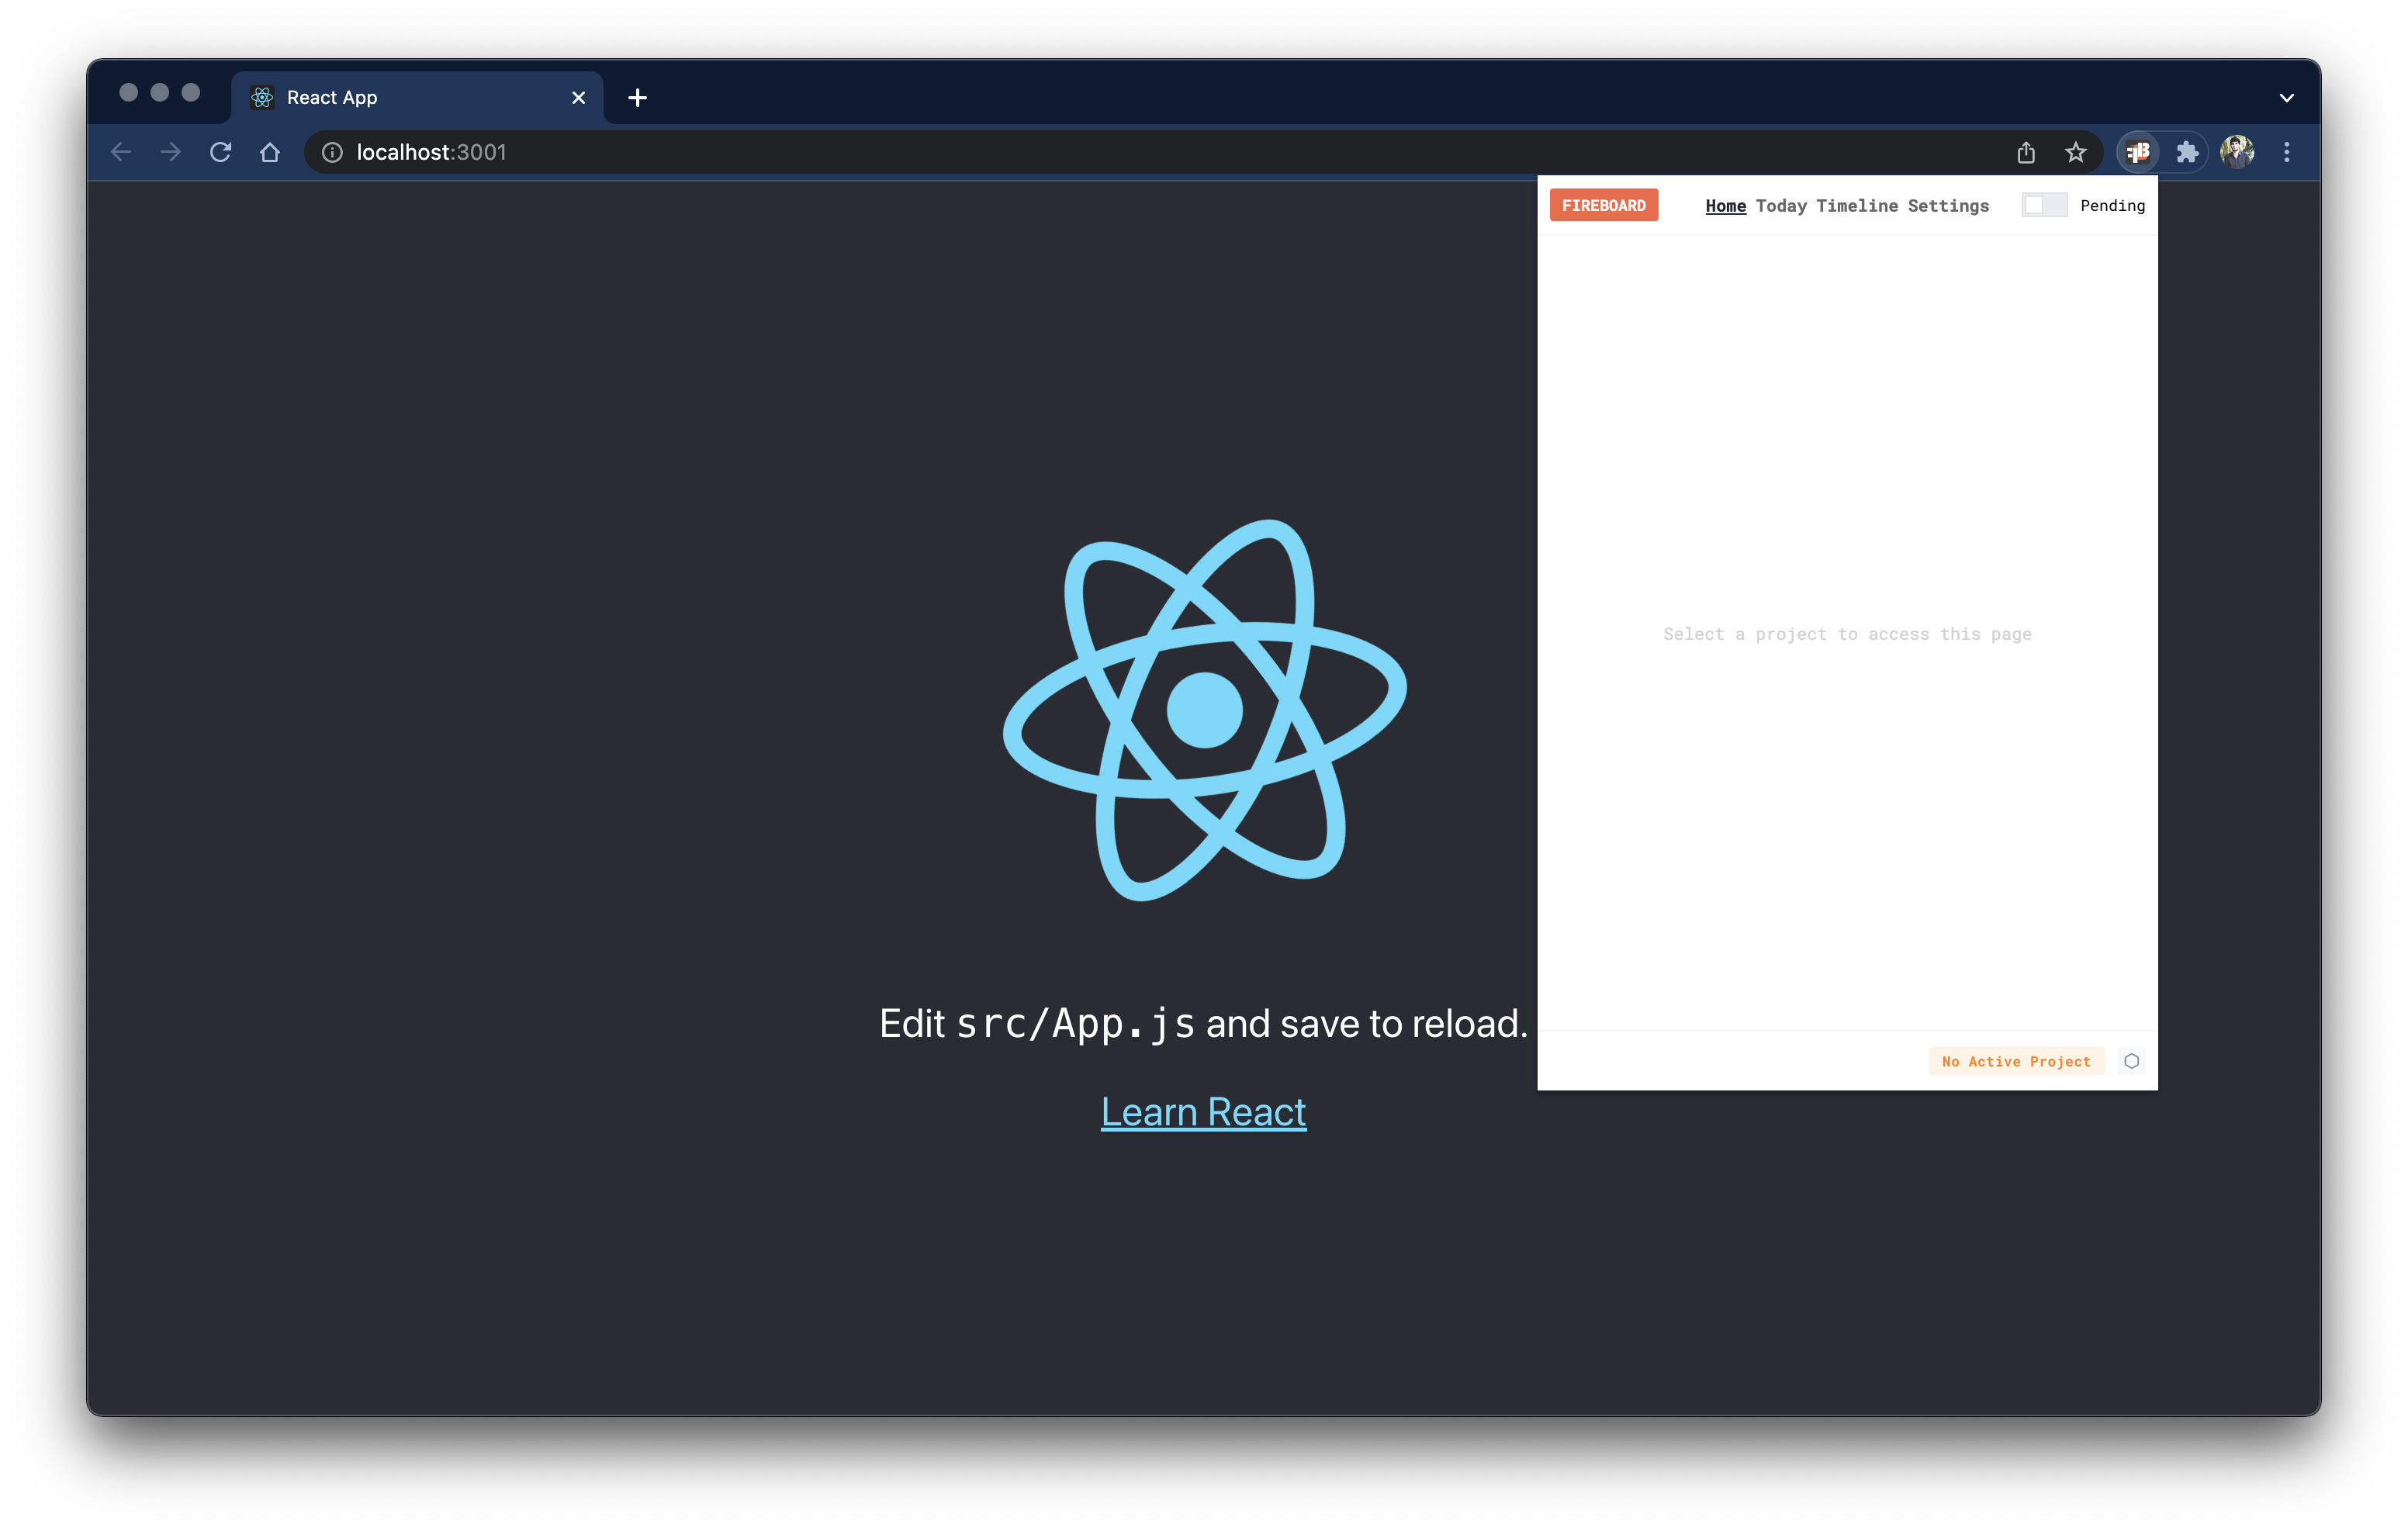 React App
localhost:3001
FIREBOARD Home Today Timeline Settings Pending
Select a project to access this page
Edit src/App.js and save to reload.
No Active Project
Learn React